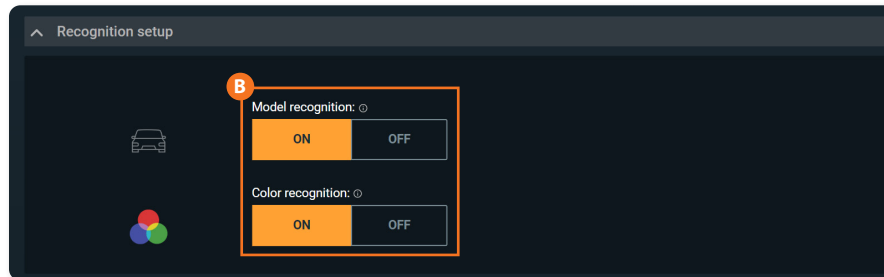 Recognition setup
B
Model recognition:
ON OFF
Color recognition:
ON OFF